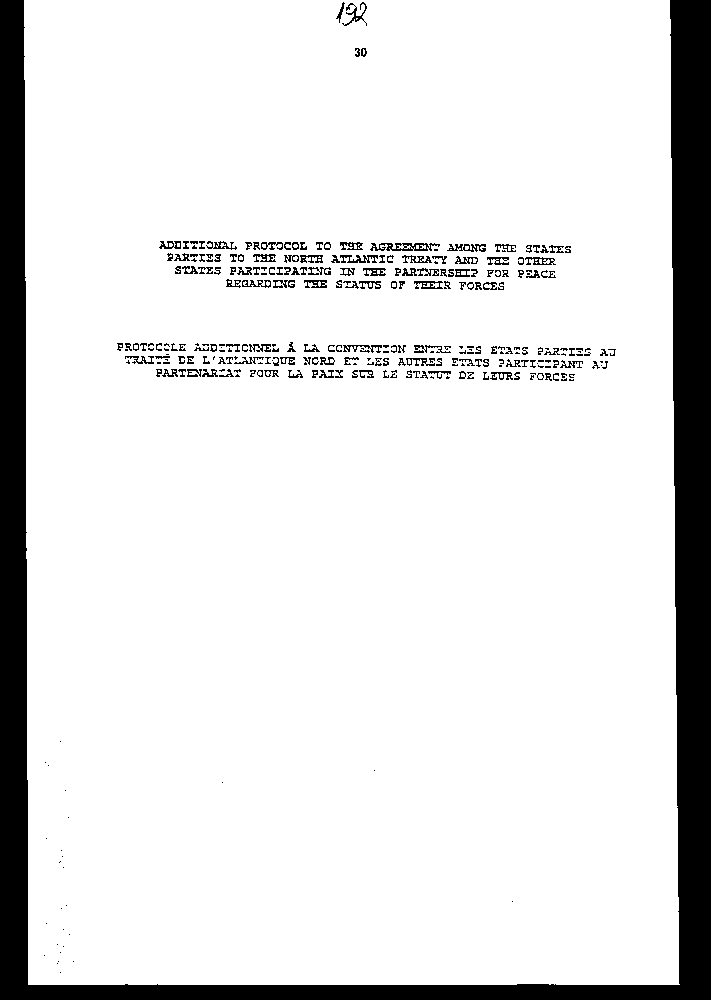 192
30
ADDITIONAL PROTOCOL TO THE AGREEMENT AMONG THE STATES
PARTIES TO THE NORTH ATLANTIC TREATY AND THE OTHER
STATES PARTICIPATING IN THE PARTNERSHIP FOR PEACE
REGARDING THE STATUS OF THEIR FORCES
PROTOCOLE ADDITIONNEL À LA CONVENTION ENTRE LES ETATS PARTIES AU
TRAITÉ DE L'ATLANTIQUE NORD ET LES AUTRES ETATS PARTICIPANT AU
PARTENARIAT POUR LA PAIX SUR LE STATUT DE LEURS FORCES